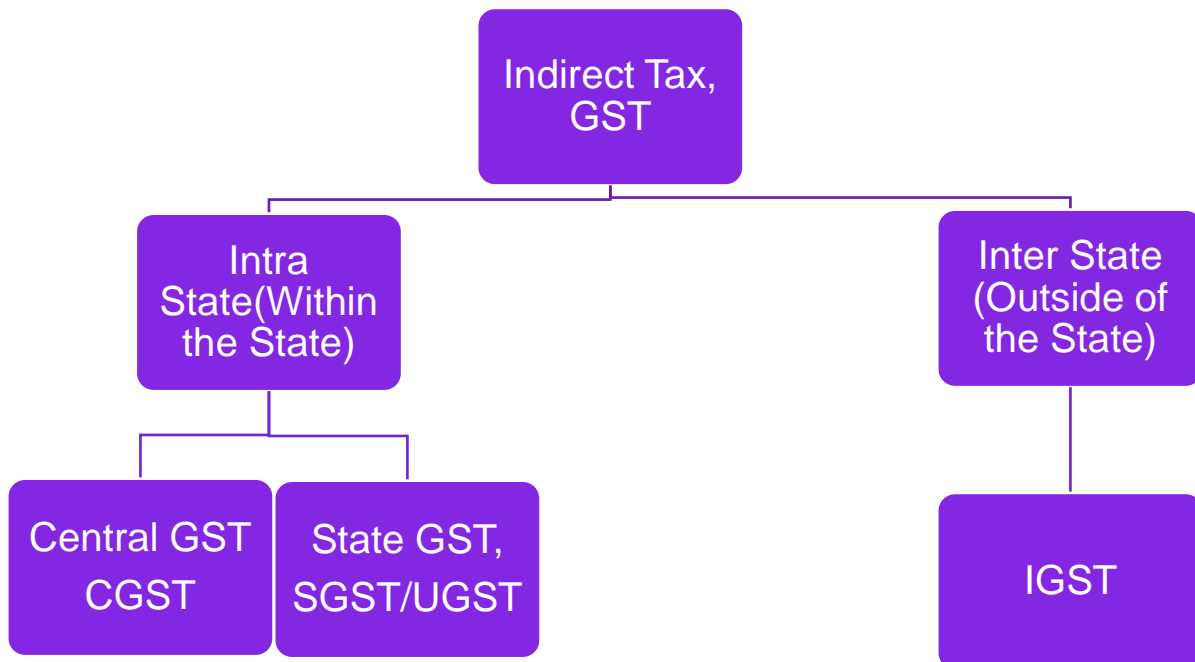 Indirect Tax,
GST
Intra
State(Within
the State)
Inter State
(Outside of
the State)
Central GST
CGST
State GST,
SGST/UGST
IGST